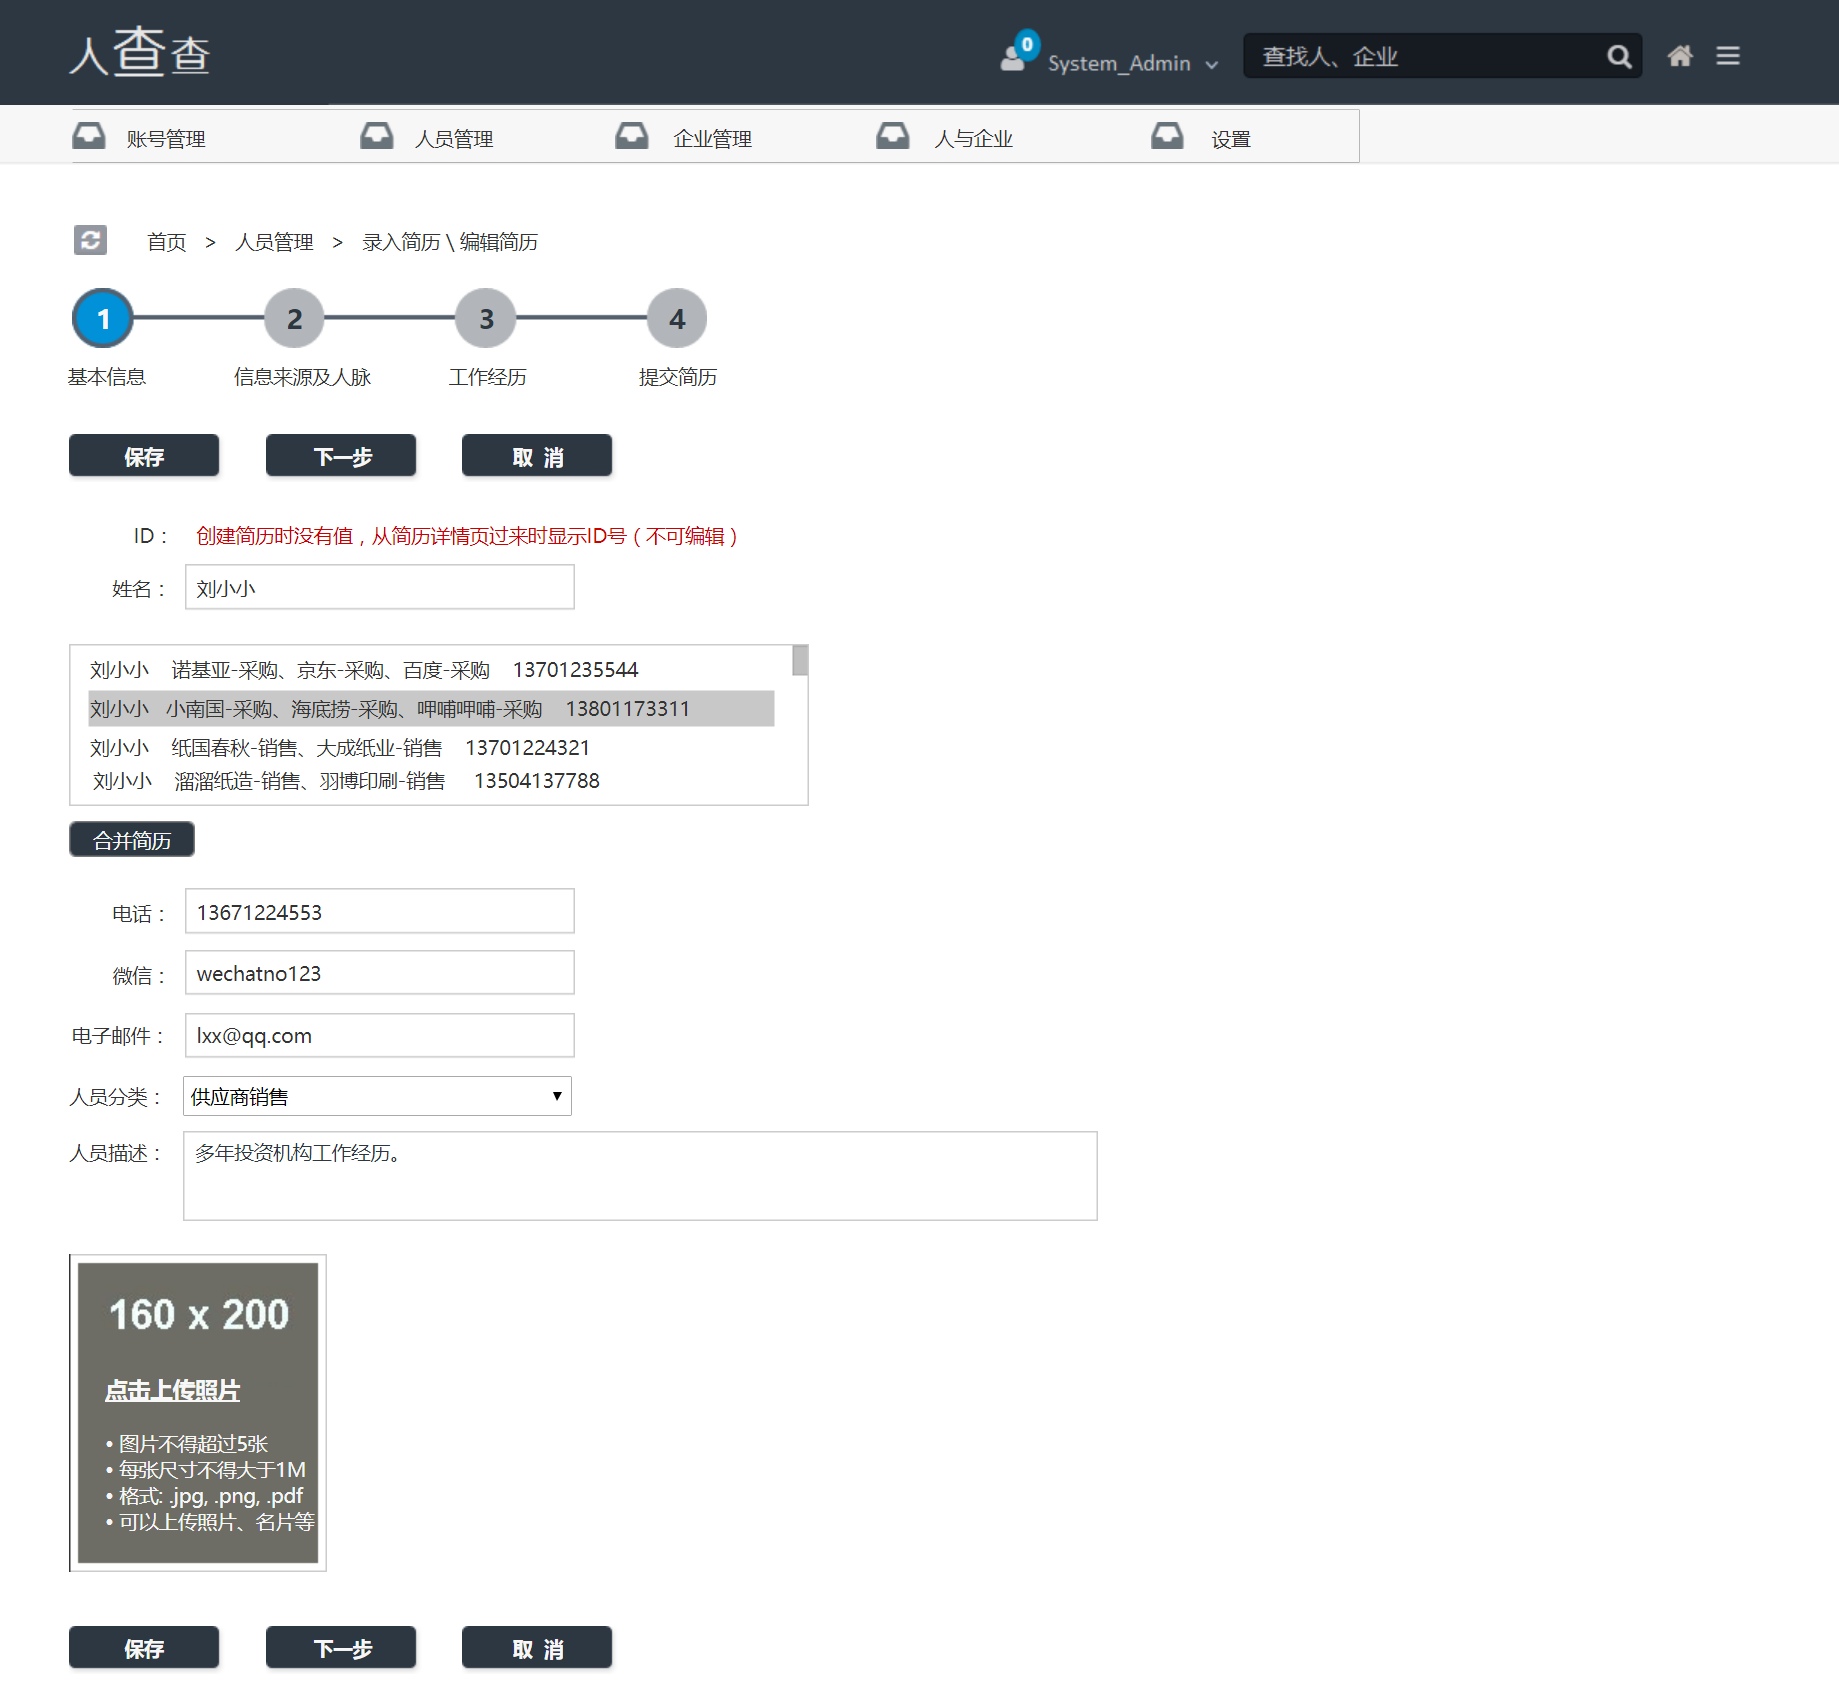 人查查
0
System_Admin
查找人、企业
账号管理 人员管理 企业管理 人与企业 设置
首页 > 人员管理 > 录入简历 \ 编辑简历
1 2 3 4
基本信息 信息来源及人脉 工作经历 提交简历
保存 下一步 取 消
ID： 创建简历时没有值，从简历详情页过来时显示ID号（不可编辑）
姓名： 刘小小
刘小小 诺基亚-采购、京东-采购、百度-采购 13701235544
刘小小 小南国-采购、海底捞-采购、呷哺呷哺-采购 13801173311
刘小小 纸国春秋-销售、大成纸业-销售 13701224321
刘小小 溜溜纸造-销售、羽博印刷-销售 13504137788
合并简历
电话： 13671224553
微信： wechatno123
电子邮件： lxx@qq.com
人员分类： 供应商销售
人员描述： 多年投资机构工作经历。
160 x 200
点击上传照片
• 图片不得超过5张
• 每张尺寸不得大于1M
• 格式: .jpg, .png, .pdf
• 可以上传照片、名片等
保存 下一步 取 消